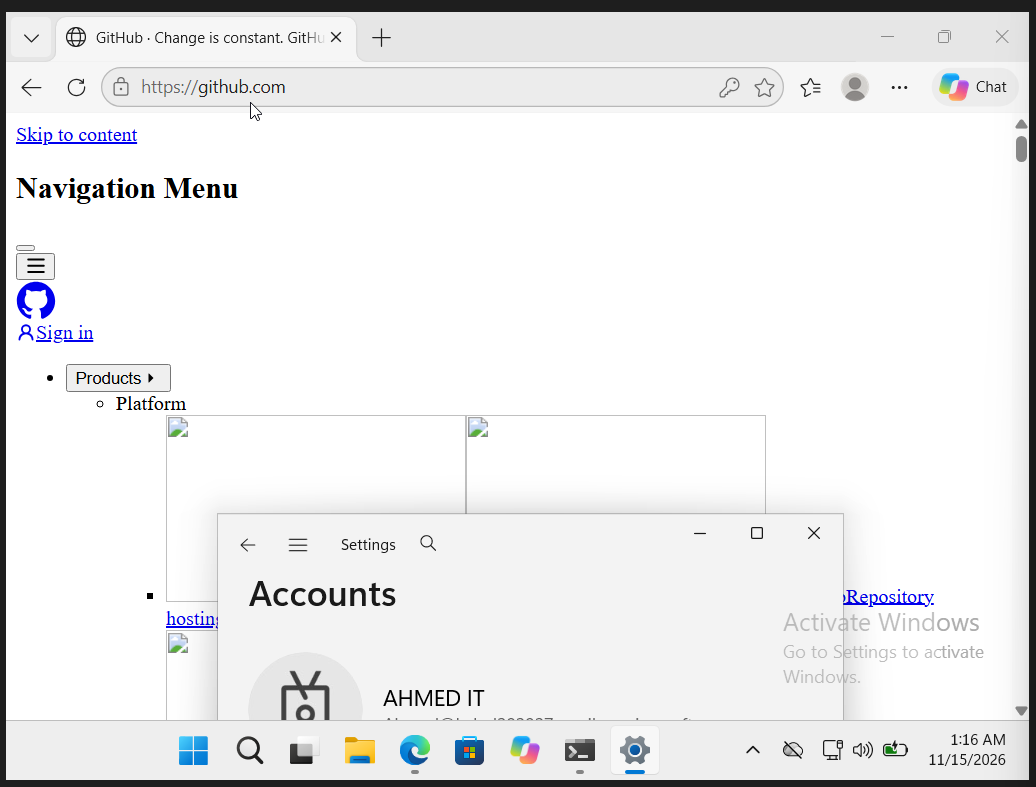 GitHub · Change is constant. GitHu
https://github.com
Chat
Skip to content
Navigation Menu
Sign in
Products
Platform
Repository
hosting
Settings
Accounts
AHMED IT
Activate Windows
Go to Settings to activate
Windows.
1:16 AM
11/15/2026